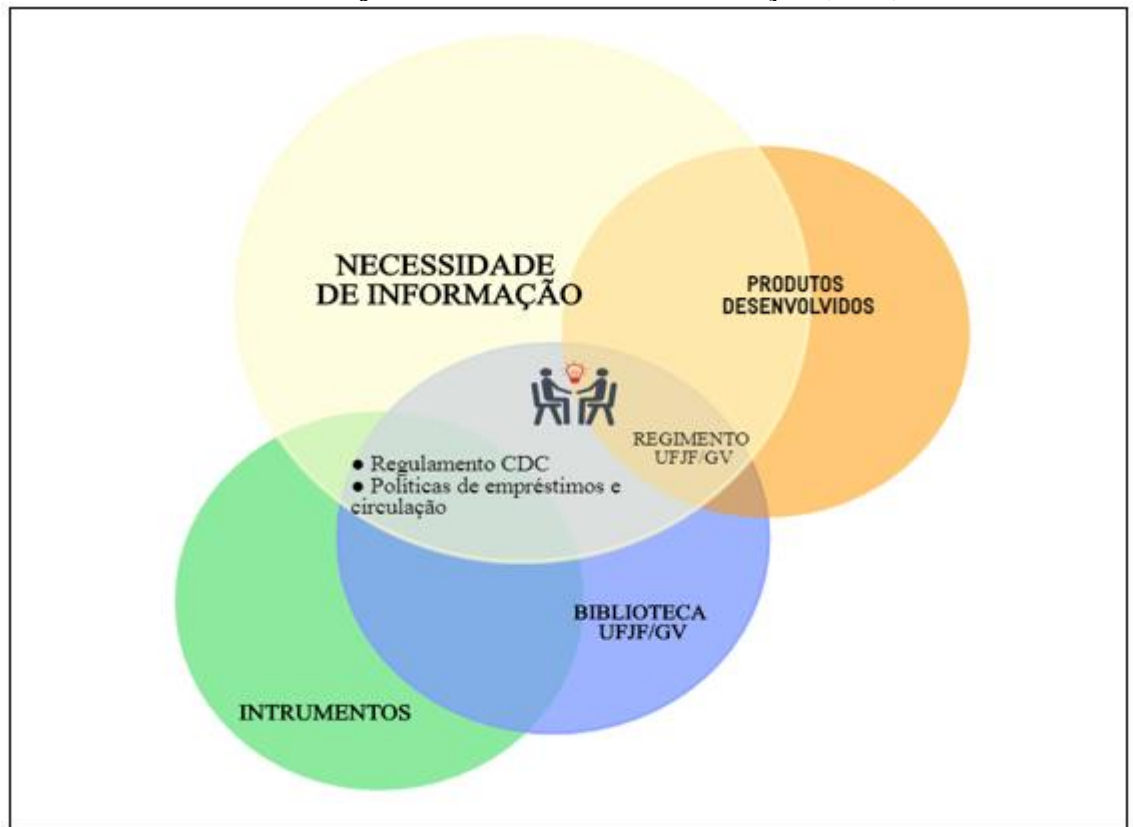 NECESSIDADE
DE INFORMAÇÃO
PRODUTOS
DESENVOLVIDOS
REGIMENTO
UFJF/GV
● Regulamento CDC
● Políticas de empréstimos e
circulação
BIBLIOTECA
UFJF/GV
INTRUMENTOS